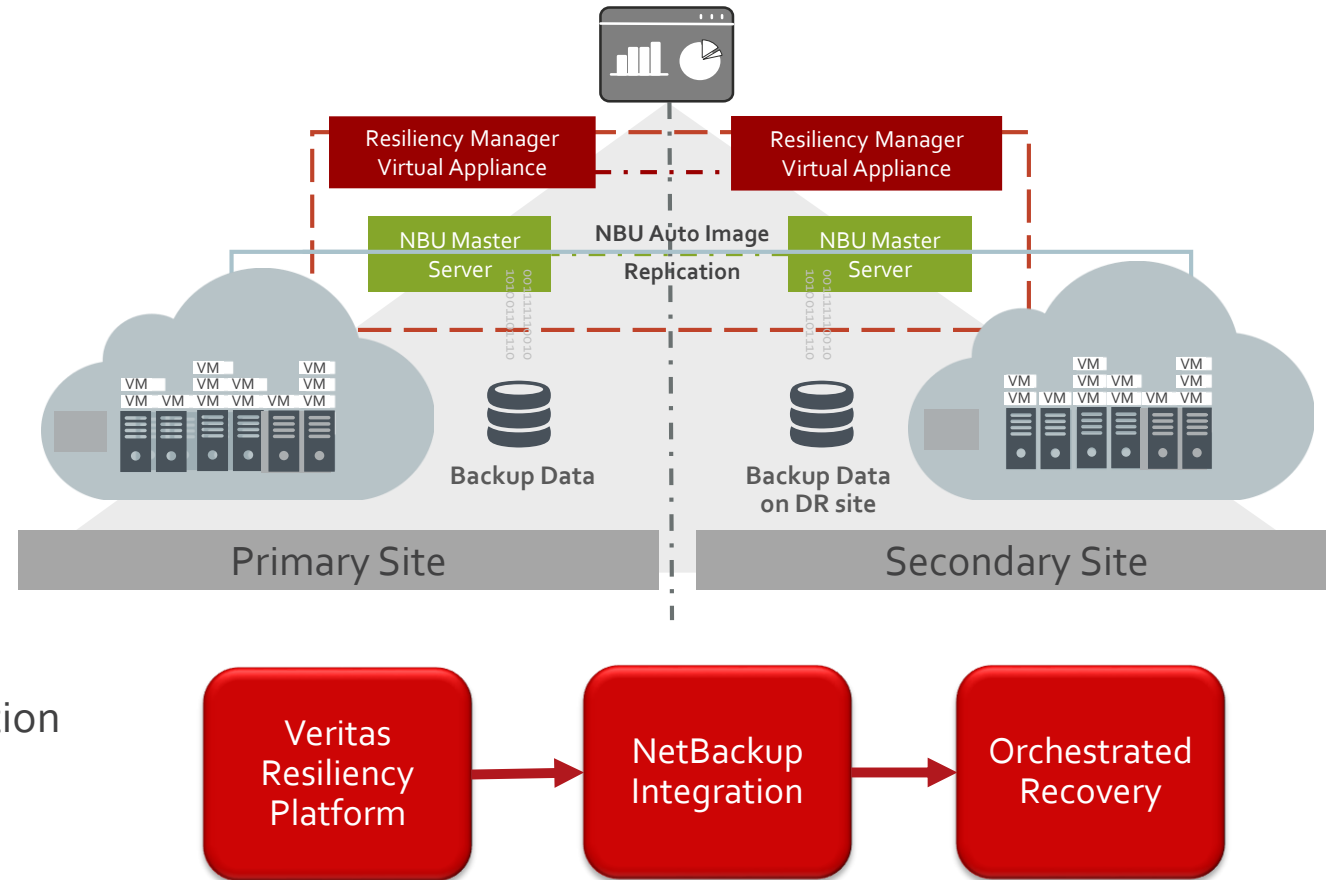 Resiliency Manager
Virtual Appliance
Resiliency Manager
Virtual Appliance
NBU Master
Server
NBU Auto Image
Replication
NBU Master
Server
VM VM
VM VM VM VM
VM VM VM VM VM VM
VM VM
VM VM VM VM
VM VM VM VM VM VM
Backup Data
Backup Data
on DR site
Primary Site
Secondary Site
tion
Veritas
Resiliency
Platform
NetBackup
Integration
Orchestrated
Recovery